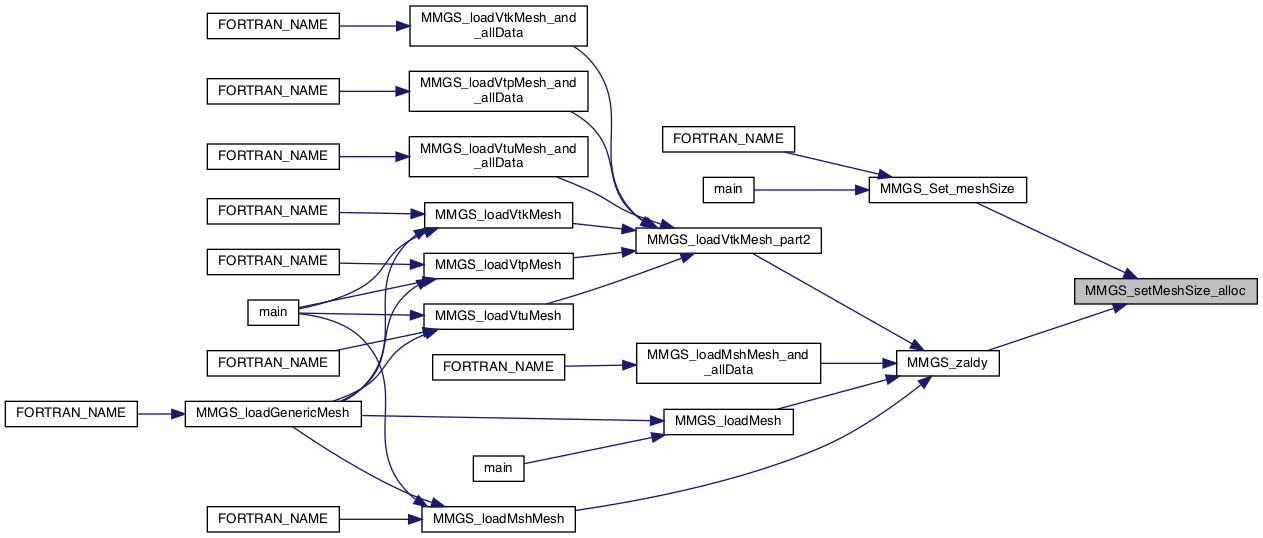 FORTRAN_NAME
MMGS_loadVtkMesh_and
_allData
FORTRAN_NAME
MMGS_loadVtpMesh_and
_allData
FORTRAN_NAME
MMGS_loadVtuMesh_and
_allData
FORTRAN_NAME
main
MMGS_Set_meshSize
FORTRAN_NAME
MMGS_loadVtkMesh
MMGS_loadVtkMesh_part2
FORTRAN_NAME
MMGS_loadVtpMesh
MMGS_setMeshSize_alloc
main
MMGS_loadVtuMesh
FORTRAN_NAME
FORTRAN_NAME
MMGS_loadMshMesh_and
_allData
MMGS_zaldy
FORTRAN_NAME
MMGS_loadGenericMesh
MMGS_loadMesh
main
FORTRAN_NAME
MMGS_loadMshMesh